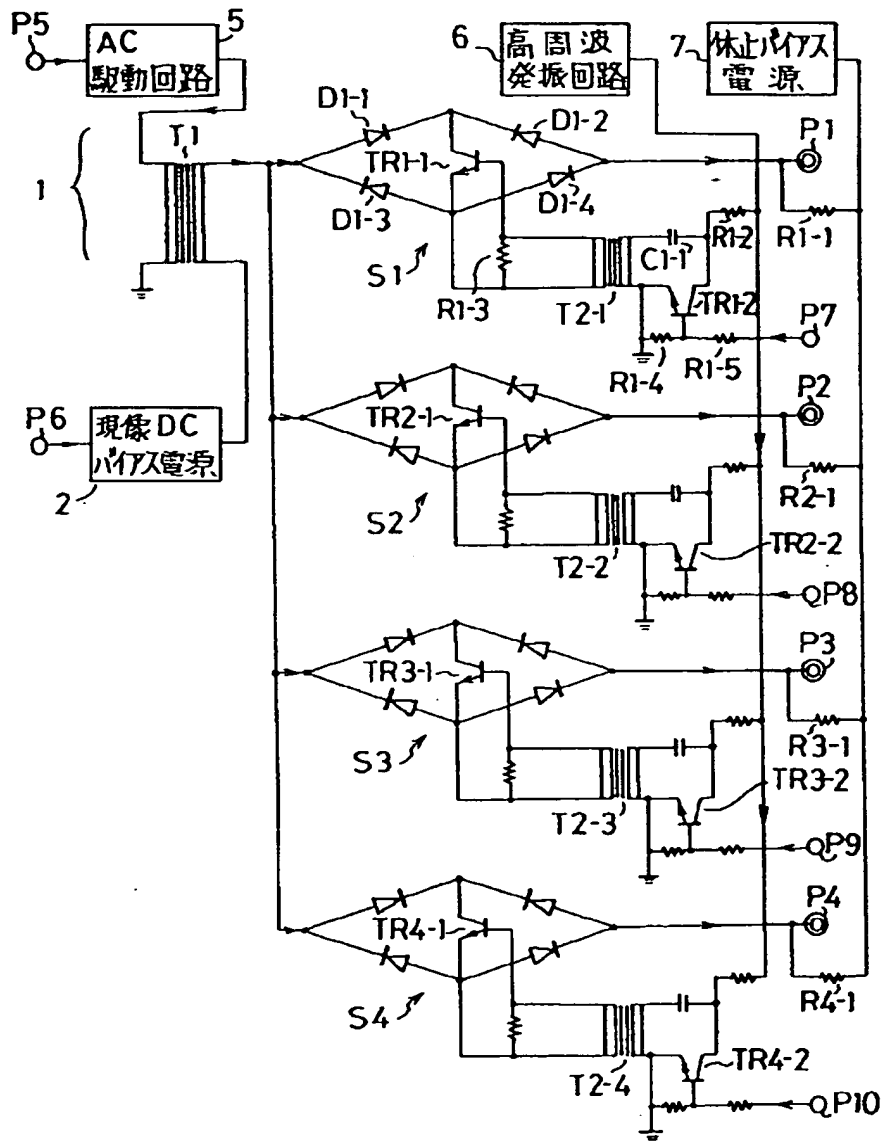 P5
AC
駆動回路
5
6
高周波
発振回路
7
休止バイアス
電源
T1
1
D1-1
D1-2
P1
TR1-1
D1-3
D1-4
S1
R1-3
T2-1
C1-1
R1-2
R1-1
TR1-2
P7
R1-4
R1-5
P6
現像DC
バイアス電源
2
TR2-1
P2
S2
R2-1
T2-2
TR2-2
P8
TR3-1
P3
S3
R3-1
T2-3
TR3-2
P9
TR4-1
P4
S4
R4-1
T2-4
TR4-2
P10